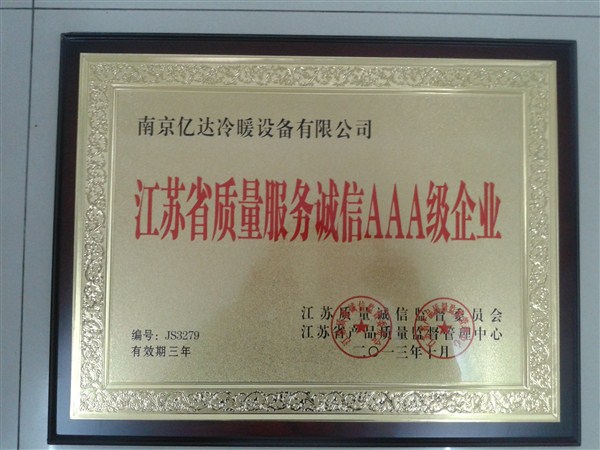 南京亿达冷暖设备有限公司
江苏省质量服务诚信AAA级企业
江苏质量诚信监督委员会
江苏省产品质量监督管理中心
二〇一三年十月
编号：JS3279
有效期三年